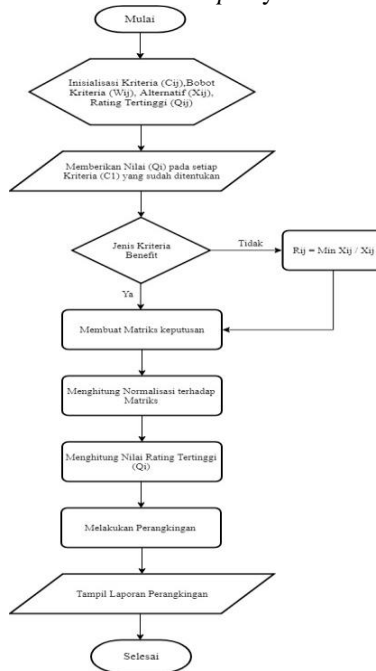 Mulai
Inisialisasi Kriteria (Cij),Bobot
Kriteria (Wij), Alternatif (Xij),
Rating Tertinggi (Qij)
Memberikan Nilai (Qi) pada setiap
Kriteria (C1) yang sudah ditentukan
Jenis Kriteria
Benefit
Tidak
Rij = Min Xij / Xij
Ya
Membuat Matriks keputusan
Menghitung Normalisasi terhadap
Matriks
Menghitung Nilai Rating Tertinggi
(Qi)
Melakukan Perangkingan
Tampil Laporan Perangkingan
Selesai